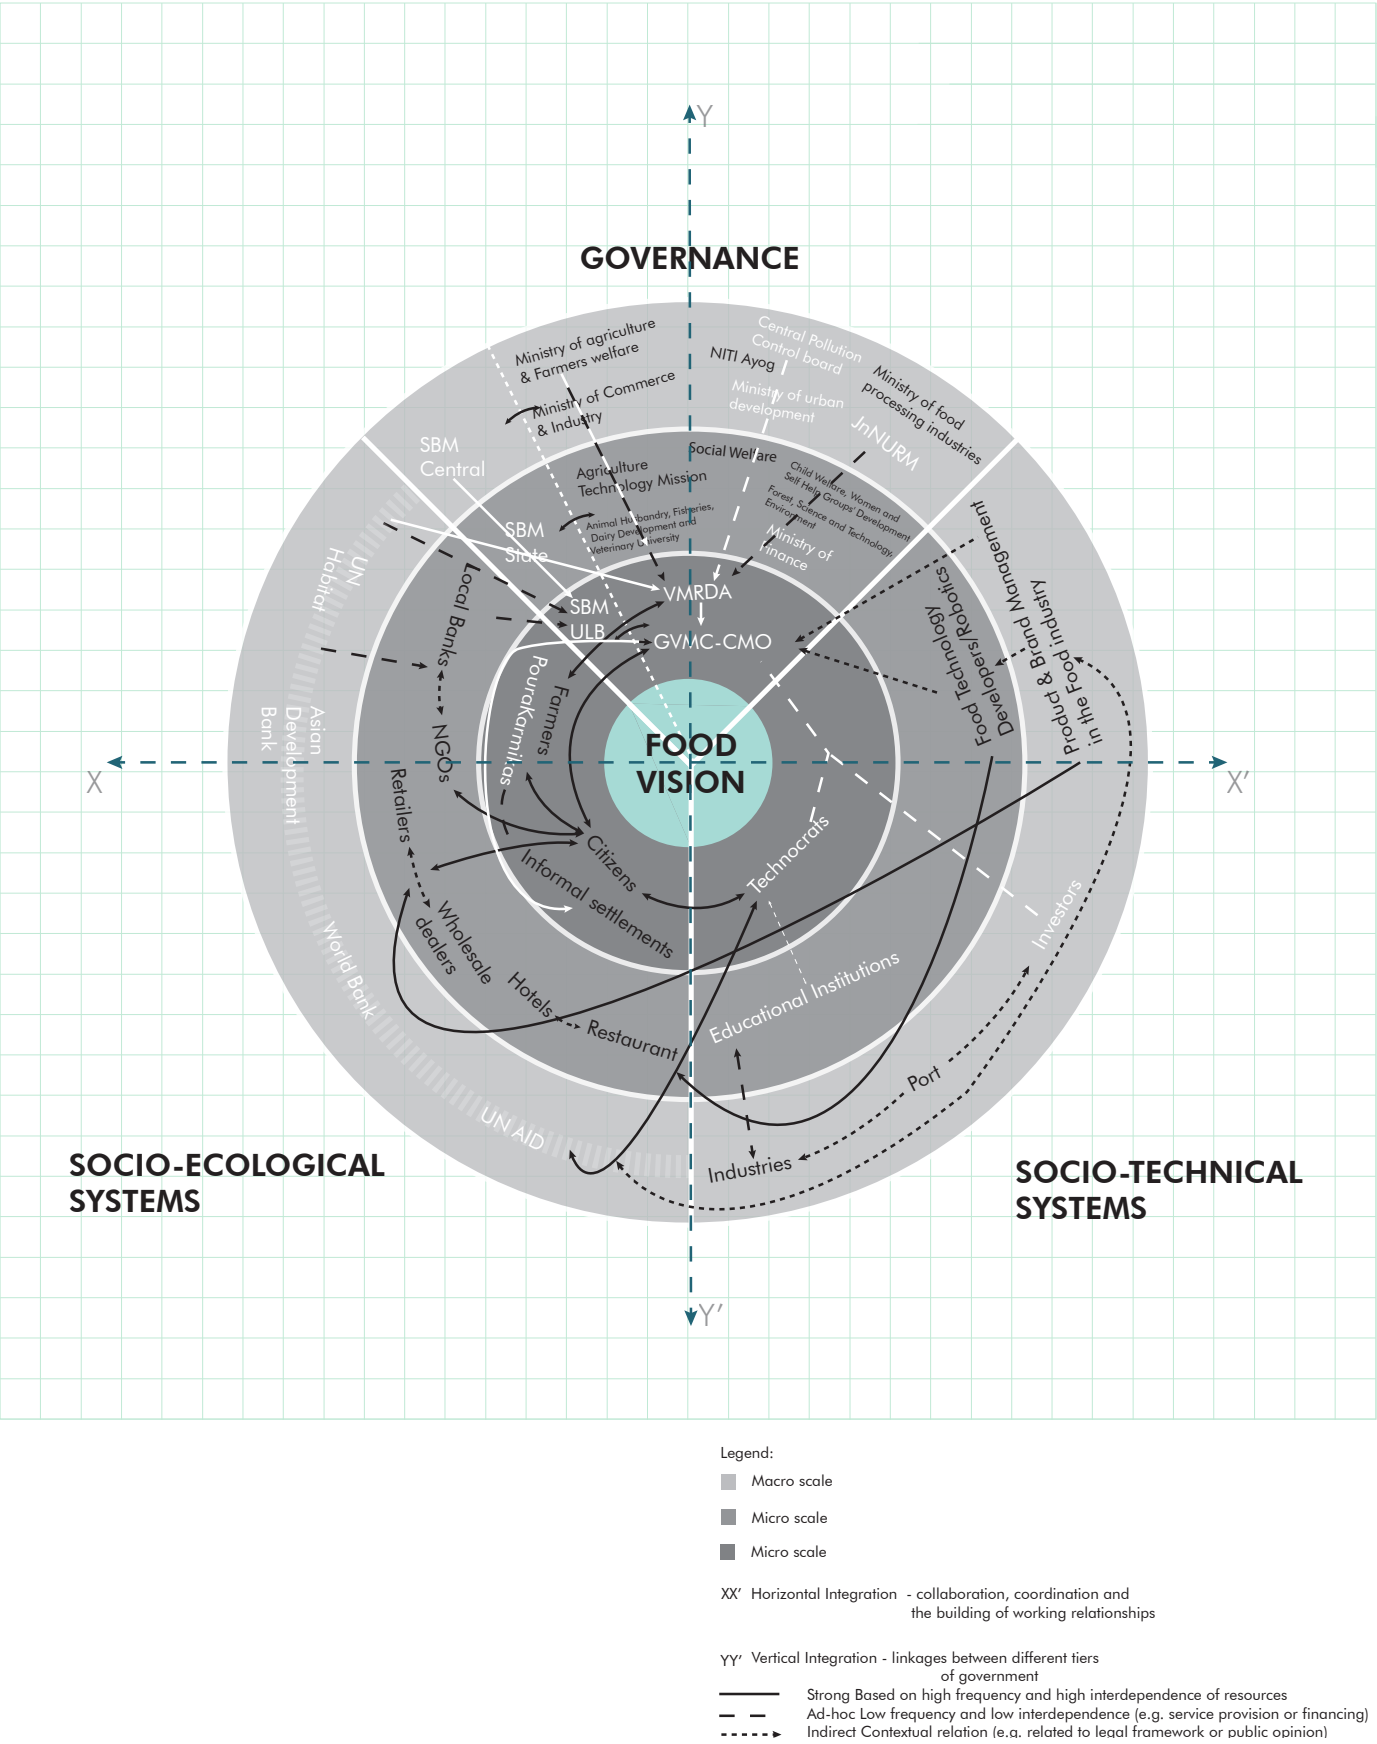 Y
GOVERNANCE
Ministry of agriculture
& Farmers welfare
Ministry of Commerce
& Industry
NITI Ayog
Central Pollution
Control board
Ministry of urban
development
Ministry of food
processing industries
JnNURM
SBM
Central
Agriculture
Technology Mission
Social Welfare
Animal Husbandry, Fisheries,
Dairy Development and
Veterinary University
Child Welfare, Women and
Self Help Groups' Development
Forest, Science and Technology,
Environment
Ministry of
Finance
SBM
State
SBM
ULB
VMRDA
GVMC-CMO
UN
Habitat
Local Banks
PouraKarmikas
Farmers
Food Technology
Developers/Robotics
Product & Brand Management
in the Food industry
Asian
Development
Bank
NGOs
FOOD
VISION
X
X'
Retailers
Citizens
Technocrats
Informal settlements
Wholesale
dealers
Investors
World Bank
Hotels
Restaurant
Educational Institutions
Port
UN AID
Industries
SOCIO-ECOLOGICAL
SYSTEMS
SOCIO-TECHNICAL
SYSTEMS
Y'
Legend:
Macro scale
Micro scale
Micro scale
XX' Horizontal Integration - collaboration, coordination and
the building of working relationships
YY' Vertical Integration - linkages between different tiers
of government
Strong Based on high frequency and high interdependence of resources
Ad-hoc Low frequency and low interdependence (e.g. service provision or financing)
Indirect Contextual relation (e.g. related to legal framework or public opinion)